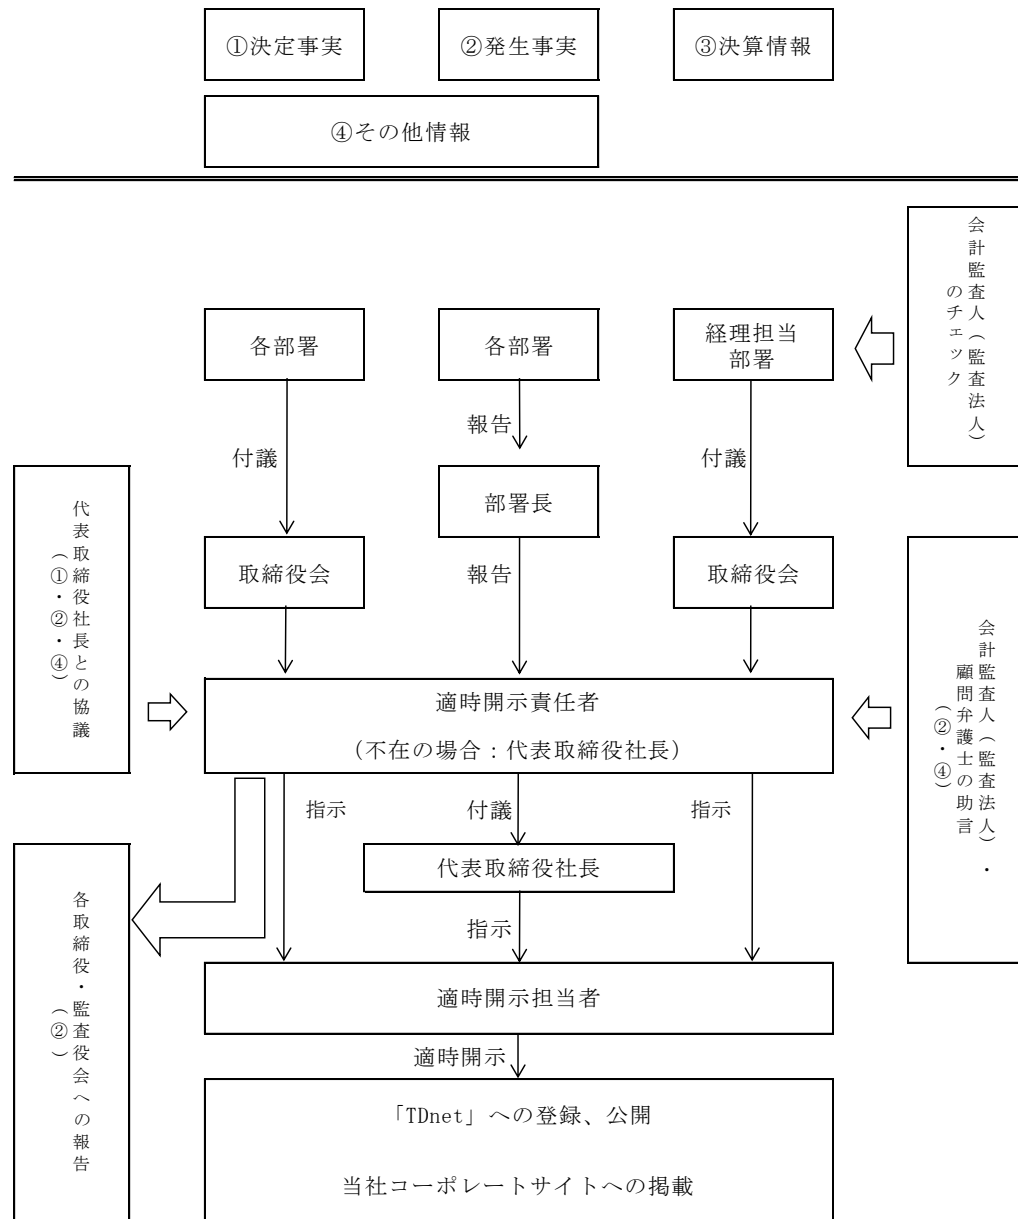 ①決定事実
②発生事実
③決算情報
④その他情報
会計監査人(監査法人)
のチェック
各部署
各部署
経理担当
部署
報告
付議
付議
代表取締役社長との協議
(①・②・④)
部署長
取締役会
報告
取締役会
会計監査人(監査法人)・
顧問弁護士の助言
(②・④)
適時開示責任者
(不在の場合：代表取締役社長)
指示
付議
指示
代表取締役社長
各取締役・監査役会への報告
(②)
指示
適時開示担当者
適時開示
「TDnet」への登録、公開
当社コーポレートサイトへの掲載